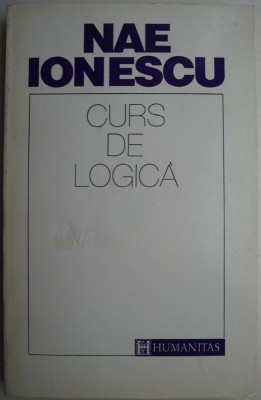 NAE
IONESCU
CURS
DE
LOGICĂ
HUMANITAS